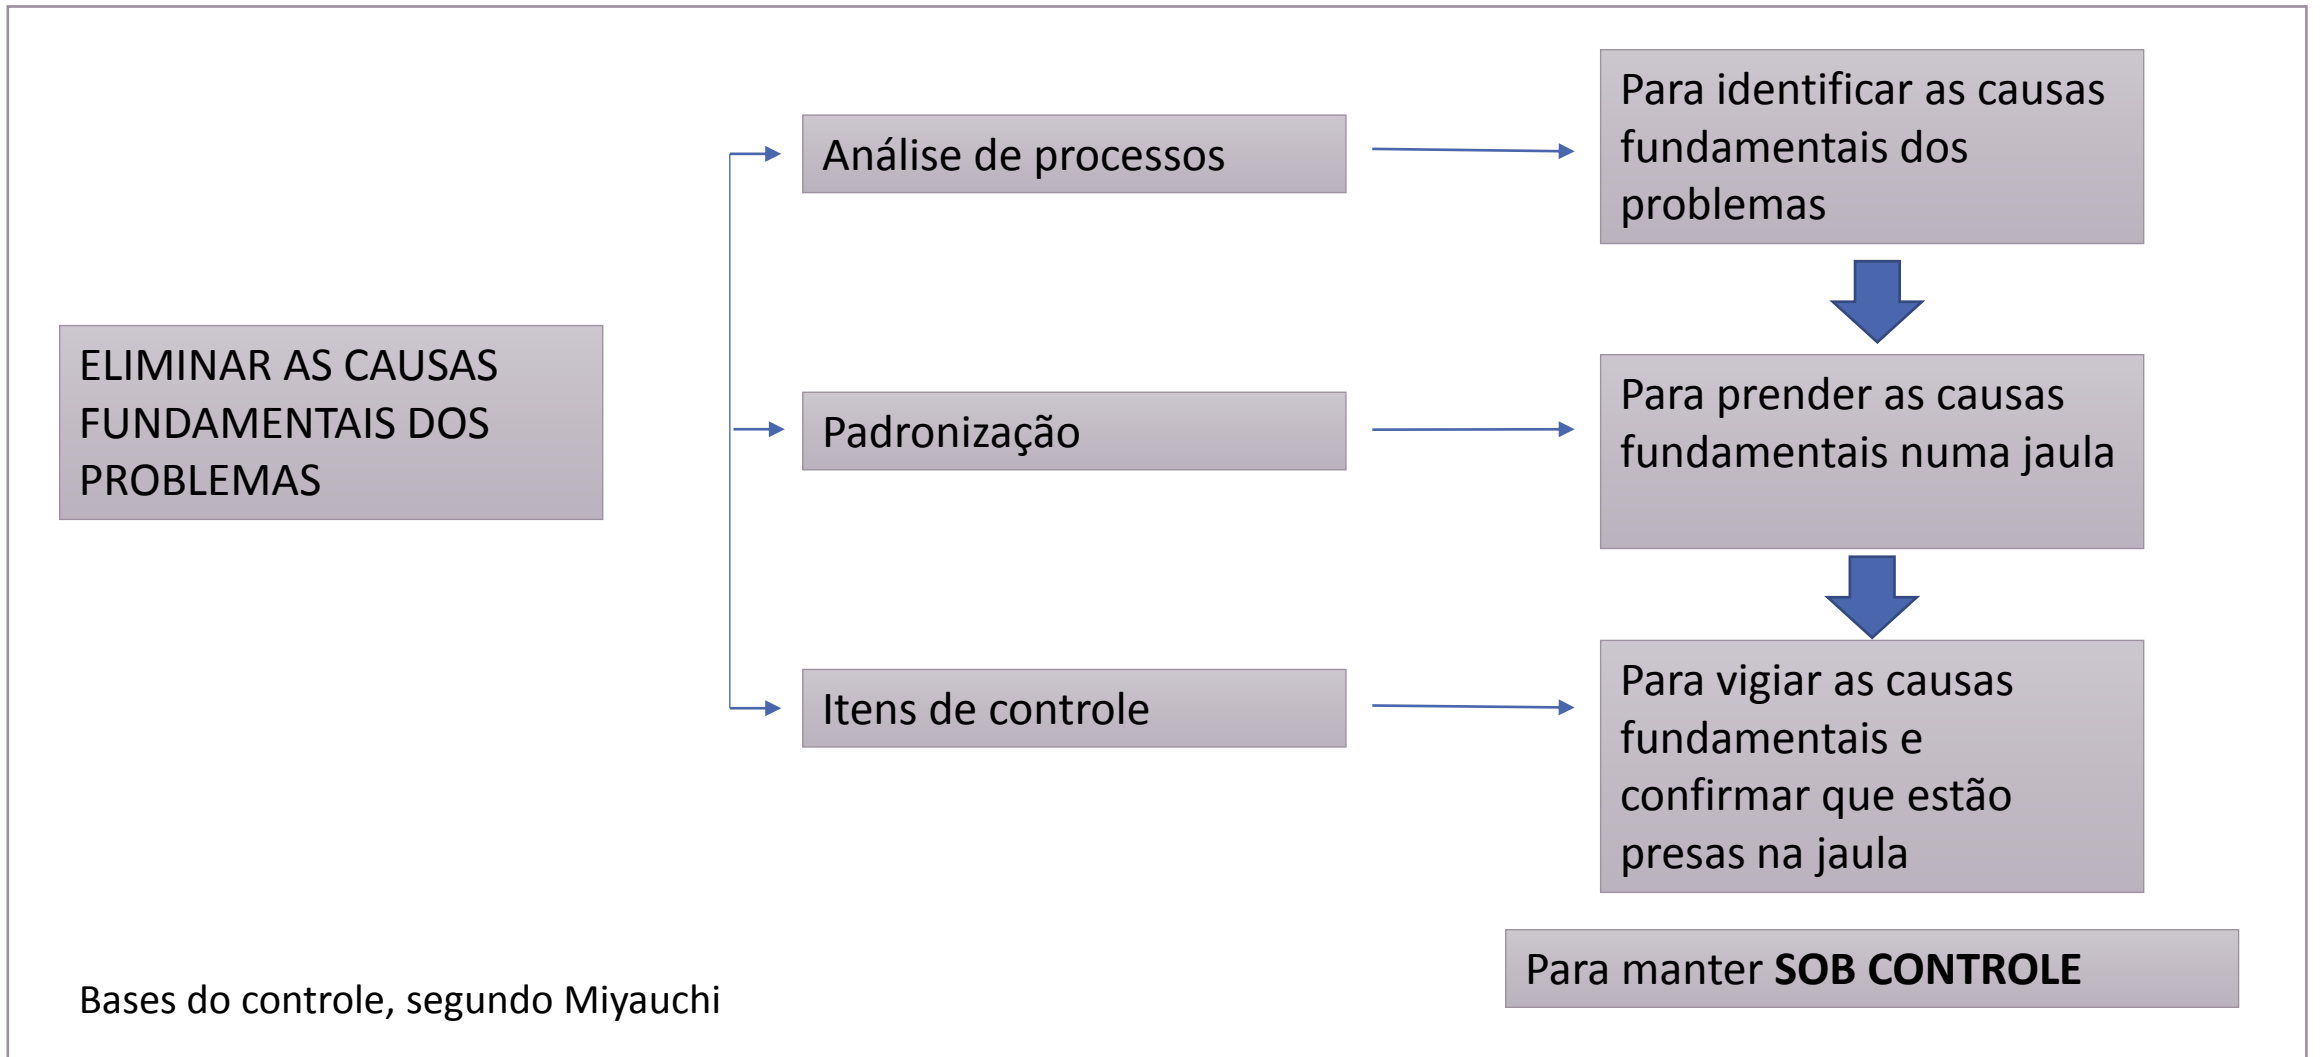 ELIMINAR AS CAUSAS
FUNDAMENTAIS DOS
PROBLEMAS
Análise de processos
Para identificar as causas
fundamentais dos
problemas
Padronização
Para prender as causas
fundamentais numa jaula
Itens de controle
Para vigiar as causas
fundamentais e
confirmar que estão
presas na jaula
Para manter SOB CONTROLE
Bases do controle, segundo Miyauchi